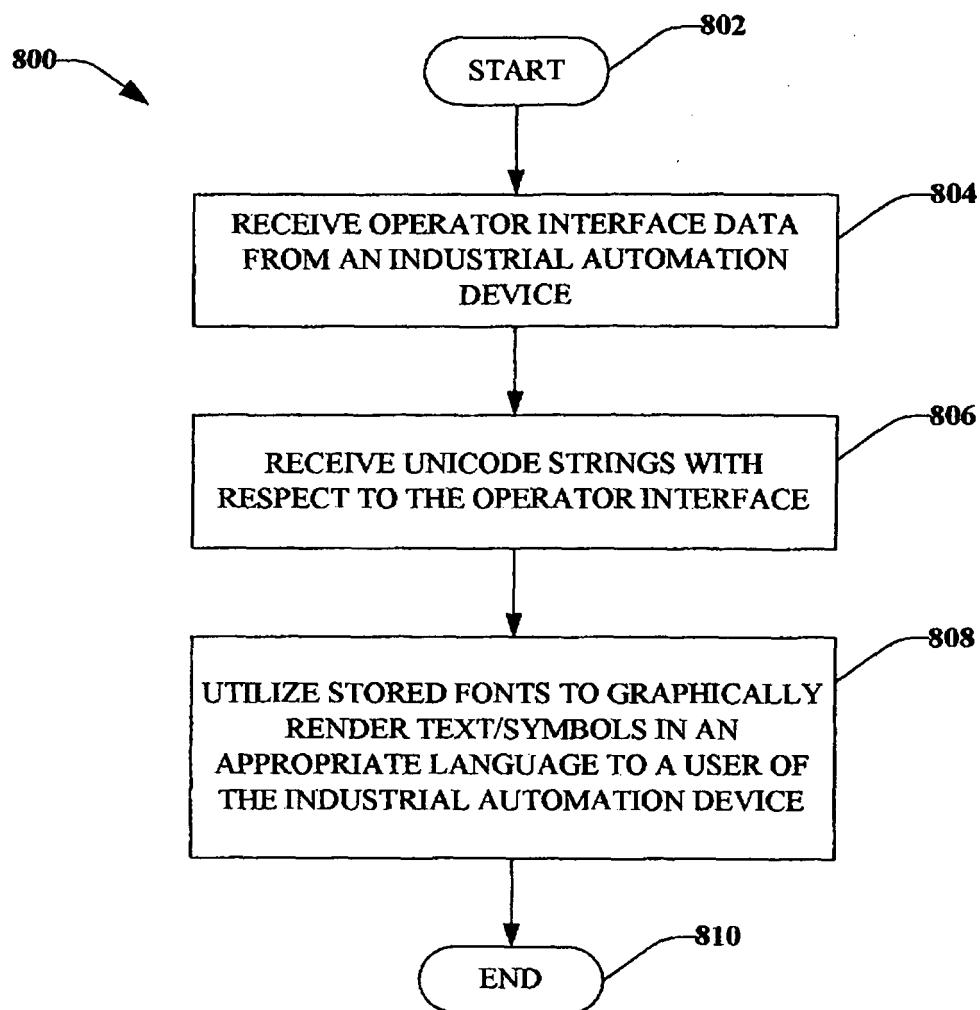 802
START
800
804
RECEIVE OPERATOR INTERFACE DATA
FROM AN INDUSTRIAL AUTOMATION
DEVICE
806
RECEIVE UNICODE STRINGS WITH
RESPECT TO THE OPERATOR INTERFACE
808
UTILIZE STORED FONTS TO GRAPHICALLY
RENDER TEXT/SYMBOLS IN AN
APPROPRIATE LANGUAGE TO A USER OF
THE INDUSTRIAL AUTOMATION DEVICE
810
END